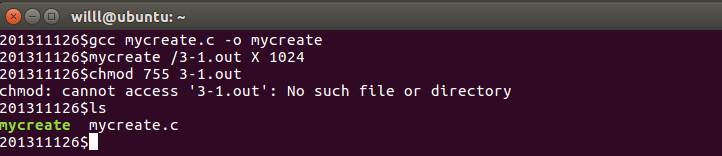 willl@ubuntu: ~
201311126$gcc mycreate.c -o mycreate
201311126$mycreate /3-1.out X 1024
201311126$chmod 755 3-1.out
chmod: cannot access '3-1.out': No such file or directory
201311126$ls
mycreate  mycreate.c
201311126$